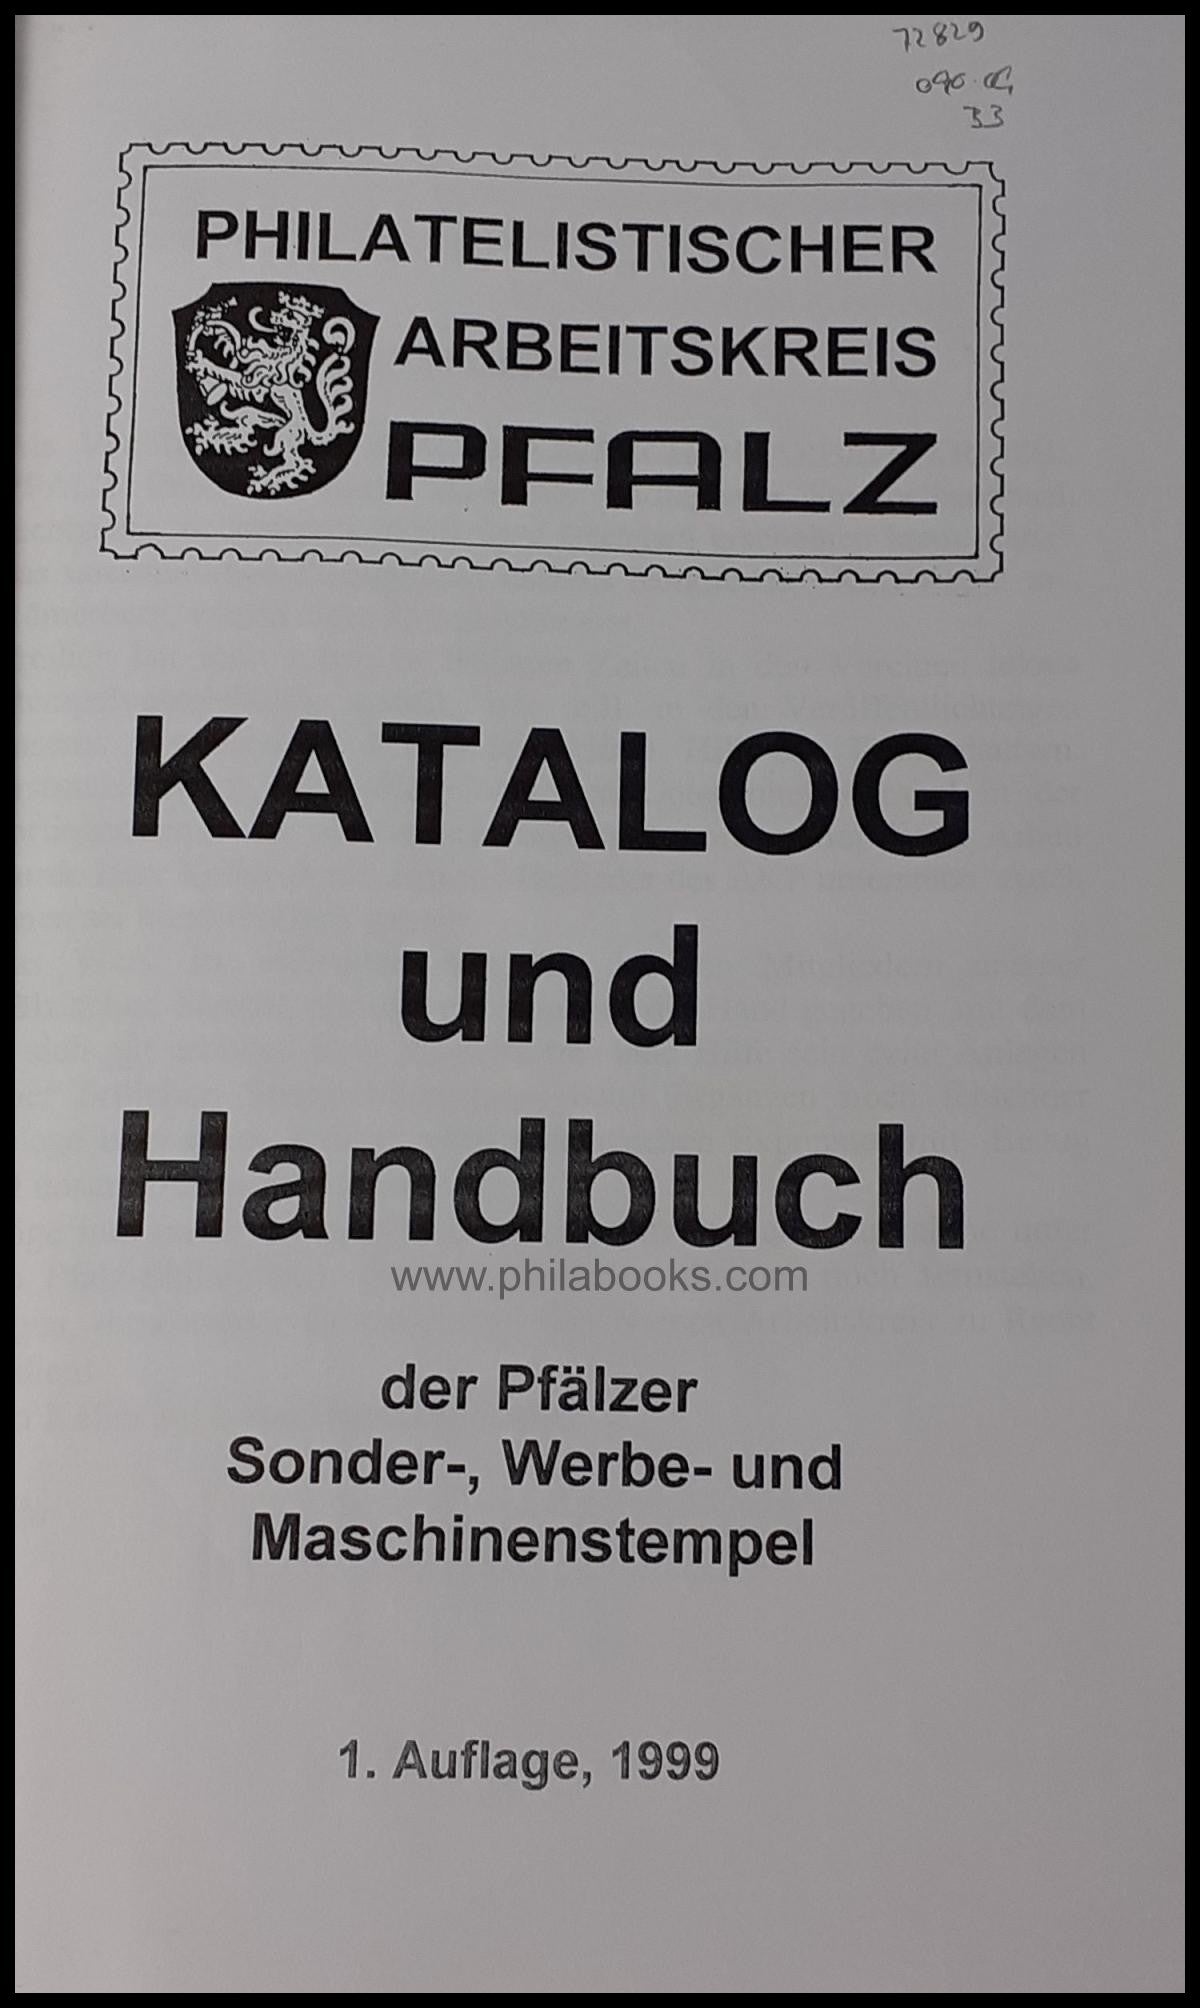 72829
33
PHILATELISTISCHER
ARBEITSKREIS
PFALZ
KATALOG
und
Handbuch
www.philabooks.com
der Pfälzer
Sonder-, Werbe- und
Maschinenstempel
1. Auflage, 1999